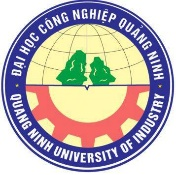 ĐẠI HỌC CÔNG NGHIỆP QUẢNG NINH
QUANG NINH UNIVERSITY OF INDUSTRY